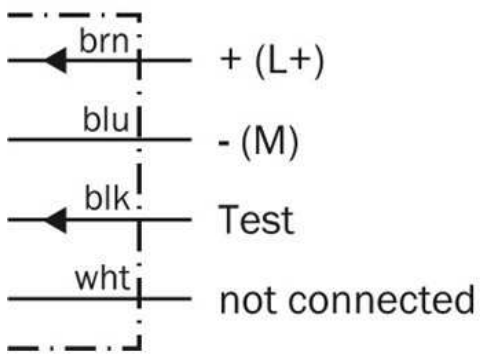 brn + (L+)
blu - (M)
blk Test
wht not connected